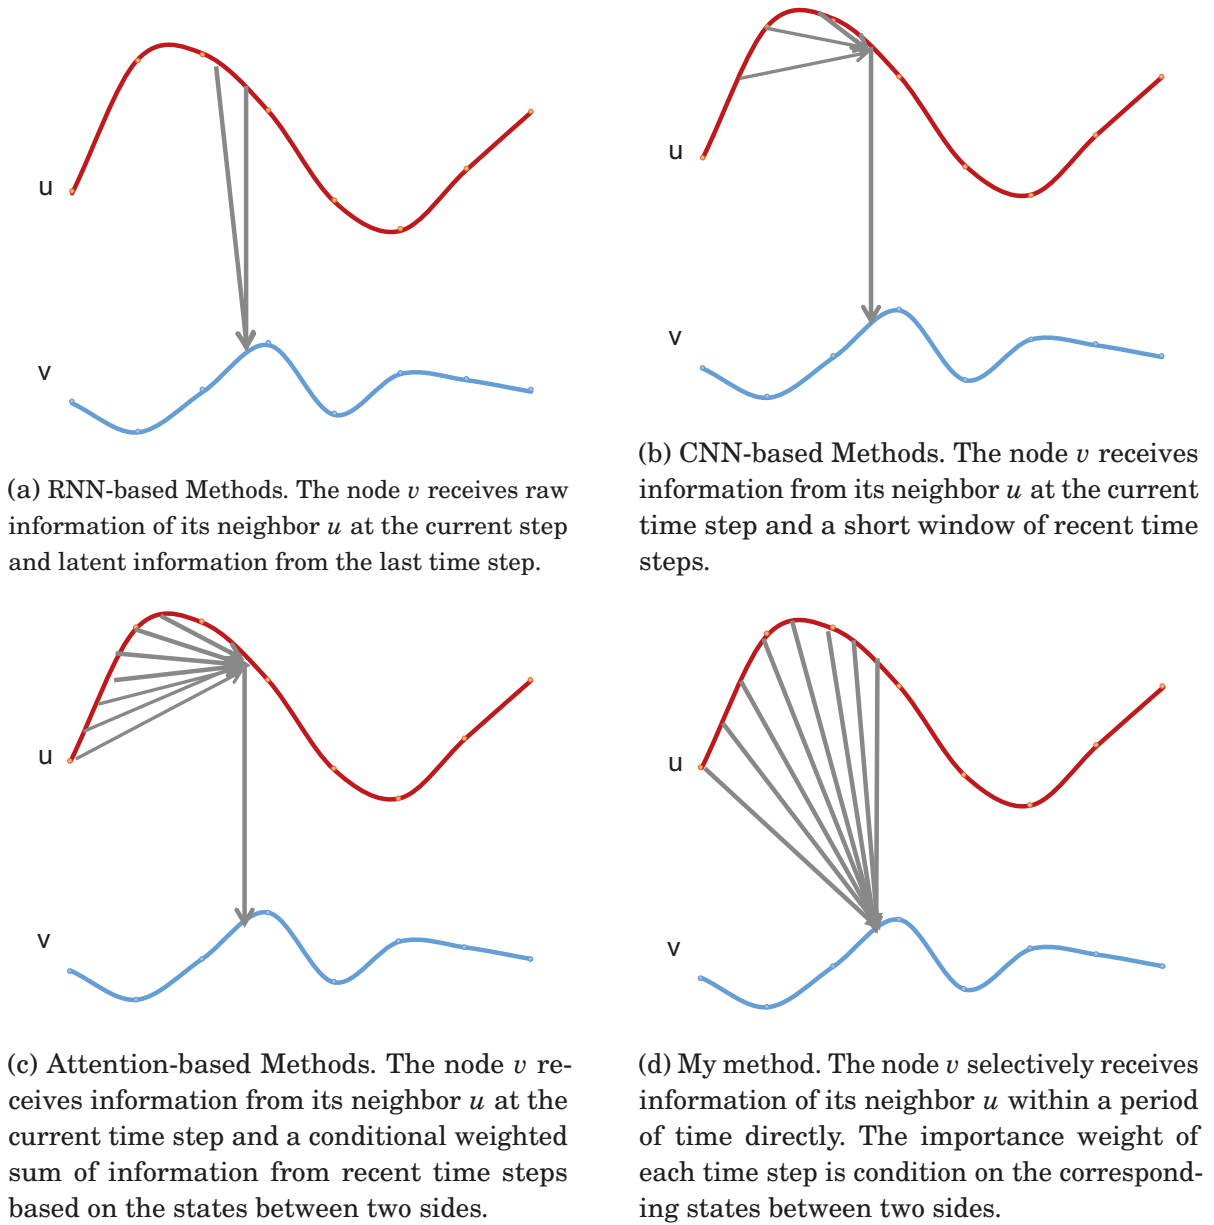 u
v
(a) RNN-based Methods. The node v receives raw
information of its neighbor u at the current step
and latent information from the last time step.
u
v
(b) CNN-based Methods. The node v receives
information from its neighbor u at the current
time step and a short window of recent time
steps.
u
v
(c) Attention-based Methods. The node v re-
ceives information from its neighbor u at the
current time step and a conditional weighted
sum of information from recent time steps
based on the states between two sides.
u
v
(d) My method. The node v selectively receives
information of its neighbor u within a period
of time directly. The importance weight of
each time step is condition on the correspond-
ing states between two sides.